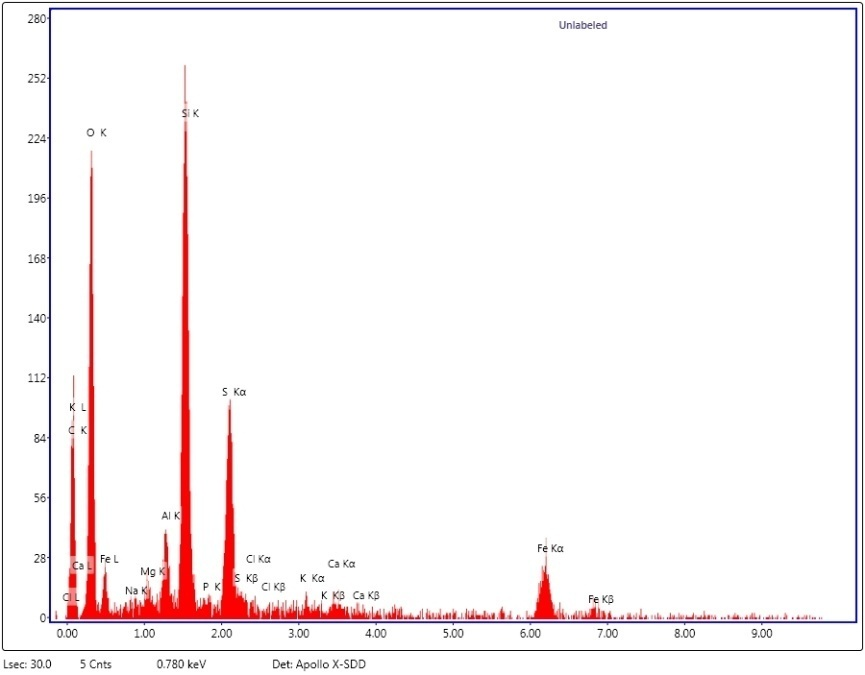 Unlabeled
280
252
224
196
168
140
112
84
56
28
0
O K
Si K
K L
C K
S Kα
Al K
Fe L
Ca L
Mg K
Na K
Cl L
P K
Cl Kα
S Kβ
Cl Kβ
K Kα
Ca Kα
K Kβ
Ca Kβ
Fe Kα
Fe Kβ
0.00 1.00 2.00 3.00 4.00 5.00 6.00 7.00 8.00 9.00
Lsec: 30.0 5 Cnts 0.780 keV Det: Apollo X-SDD